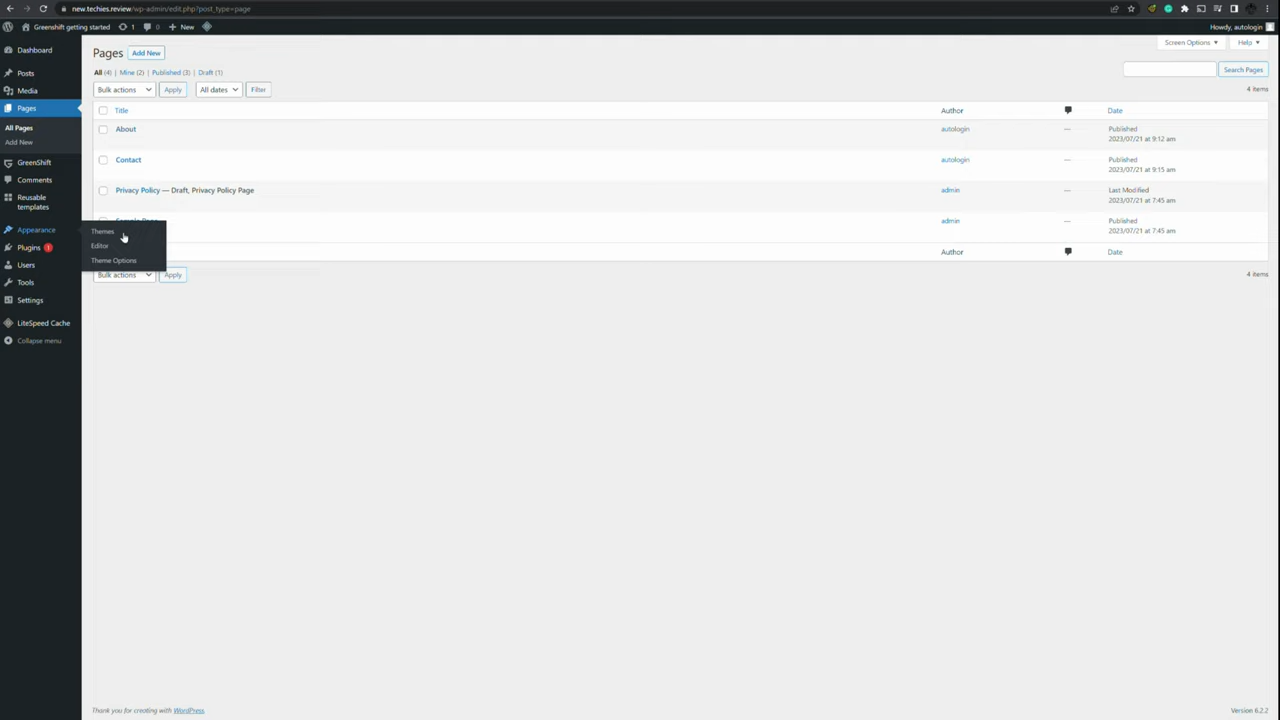 new.techies.review/wp-admin/edit.php?post_type=page
Greenshift getting started 1 0 New Howdy, autologin
Screen Options Help
Pages Add New
All (4) | Mine (2) | Published (3) | Draft (1)
Search Pages
Bulk actions Apply All dates Filter
4 items
Title Author Date
About autologin — Published
2023/07/21 at 9:12 am
Contact autologin — Published
2023/07/21 at 9:15 am
Privacy Policy — Draft, Privacy Policy Page admin — Last Modified
2023/07/21 at 7:45 am
Sample Page admin — Published
2023/07/21 at 7:45 am
Author Date
Bulk actions Apply
4 items
Dashboard
Posts
Media
Pages
All Pages
Add New
GreenShift
Comments
Reusable
templates
Appearance
Themes
Editor
Theme Options
Plugins 1
Users
Tools
Settings
LiteSpeed Cache
Collapse menu
Thank you for creating with WordPress.
Version 6.2.2